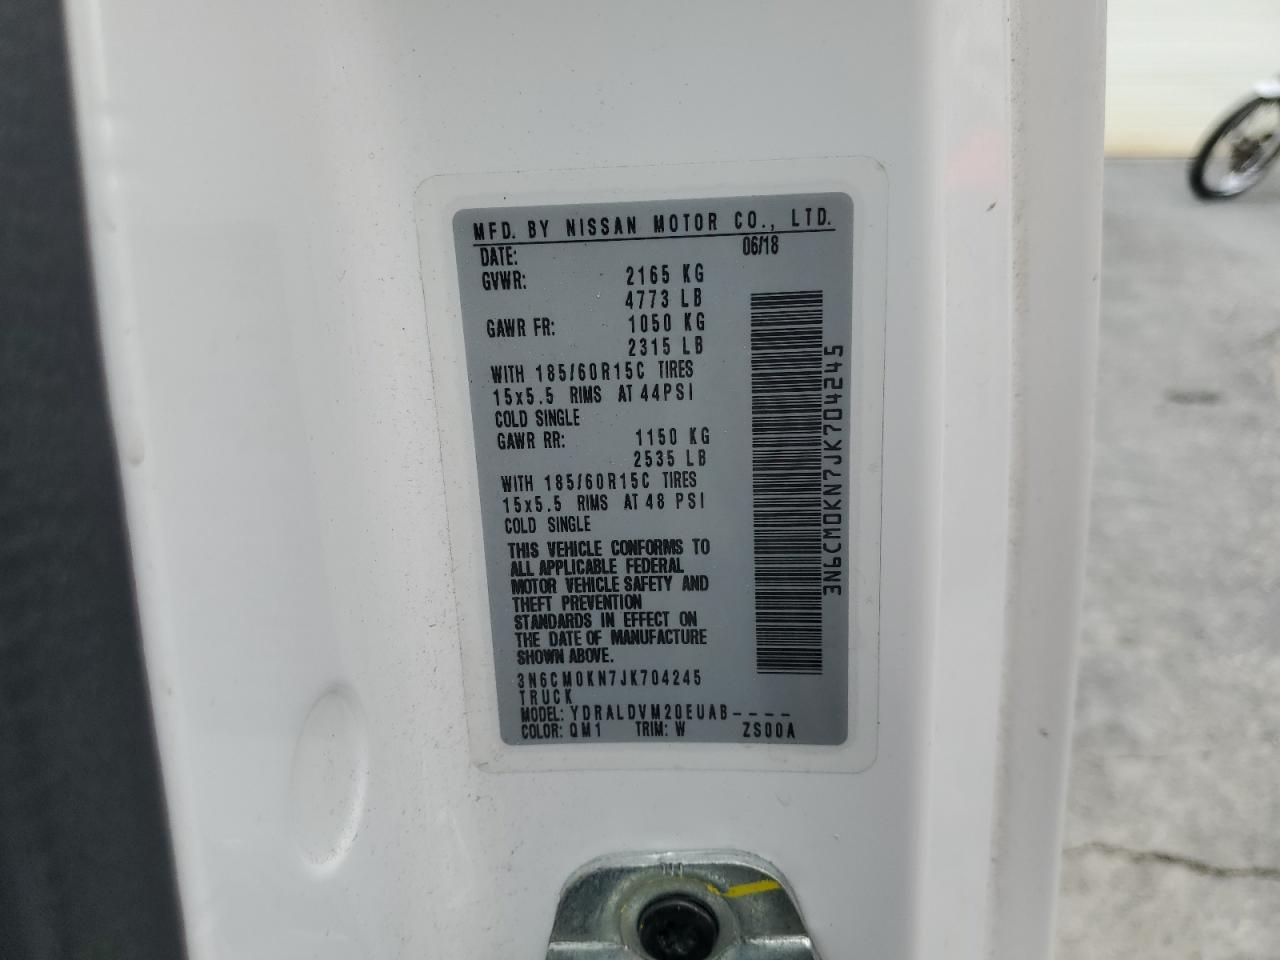 MFD. BY NISSAN MOTOR CO., LTD.
DATE: 06/18
GVWR: 2165 KG
4773 LB
GAWR FR: 1050 KG
2315 LB
WITH 185/60R15C TIRES
15x5.5 RIMS AT 44PSI
COLD SINGLE
GAWR RR: 1150 KG
2535 LB
WITH 185/60R15C TIRES
15x5.5 RIMS AT 48 PSI
COLD SINGLE
THIS VEHICLE CONFORMS TO
ALL APPLICABLE FEDERAL
MOTOR VEHICLE SAFETY AND
THEFT PREVENTION
STANDARDS IN EFFECT ON
THE DATE OF MANUFACTURE
SHOWN ABOVE.
3N6CM0KN7JK704245
TRUCK
MODEL: YDRALDVM20EUAB----
COLOR: QM1 TRIM: W ZS00A
3N6CM0KN7JK704245